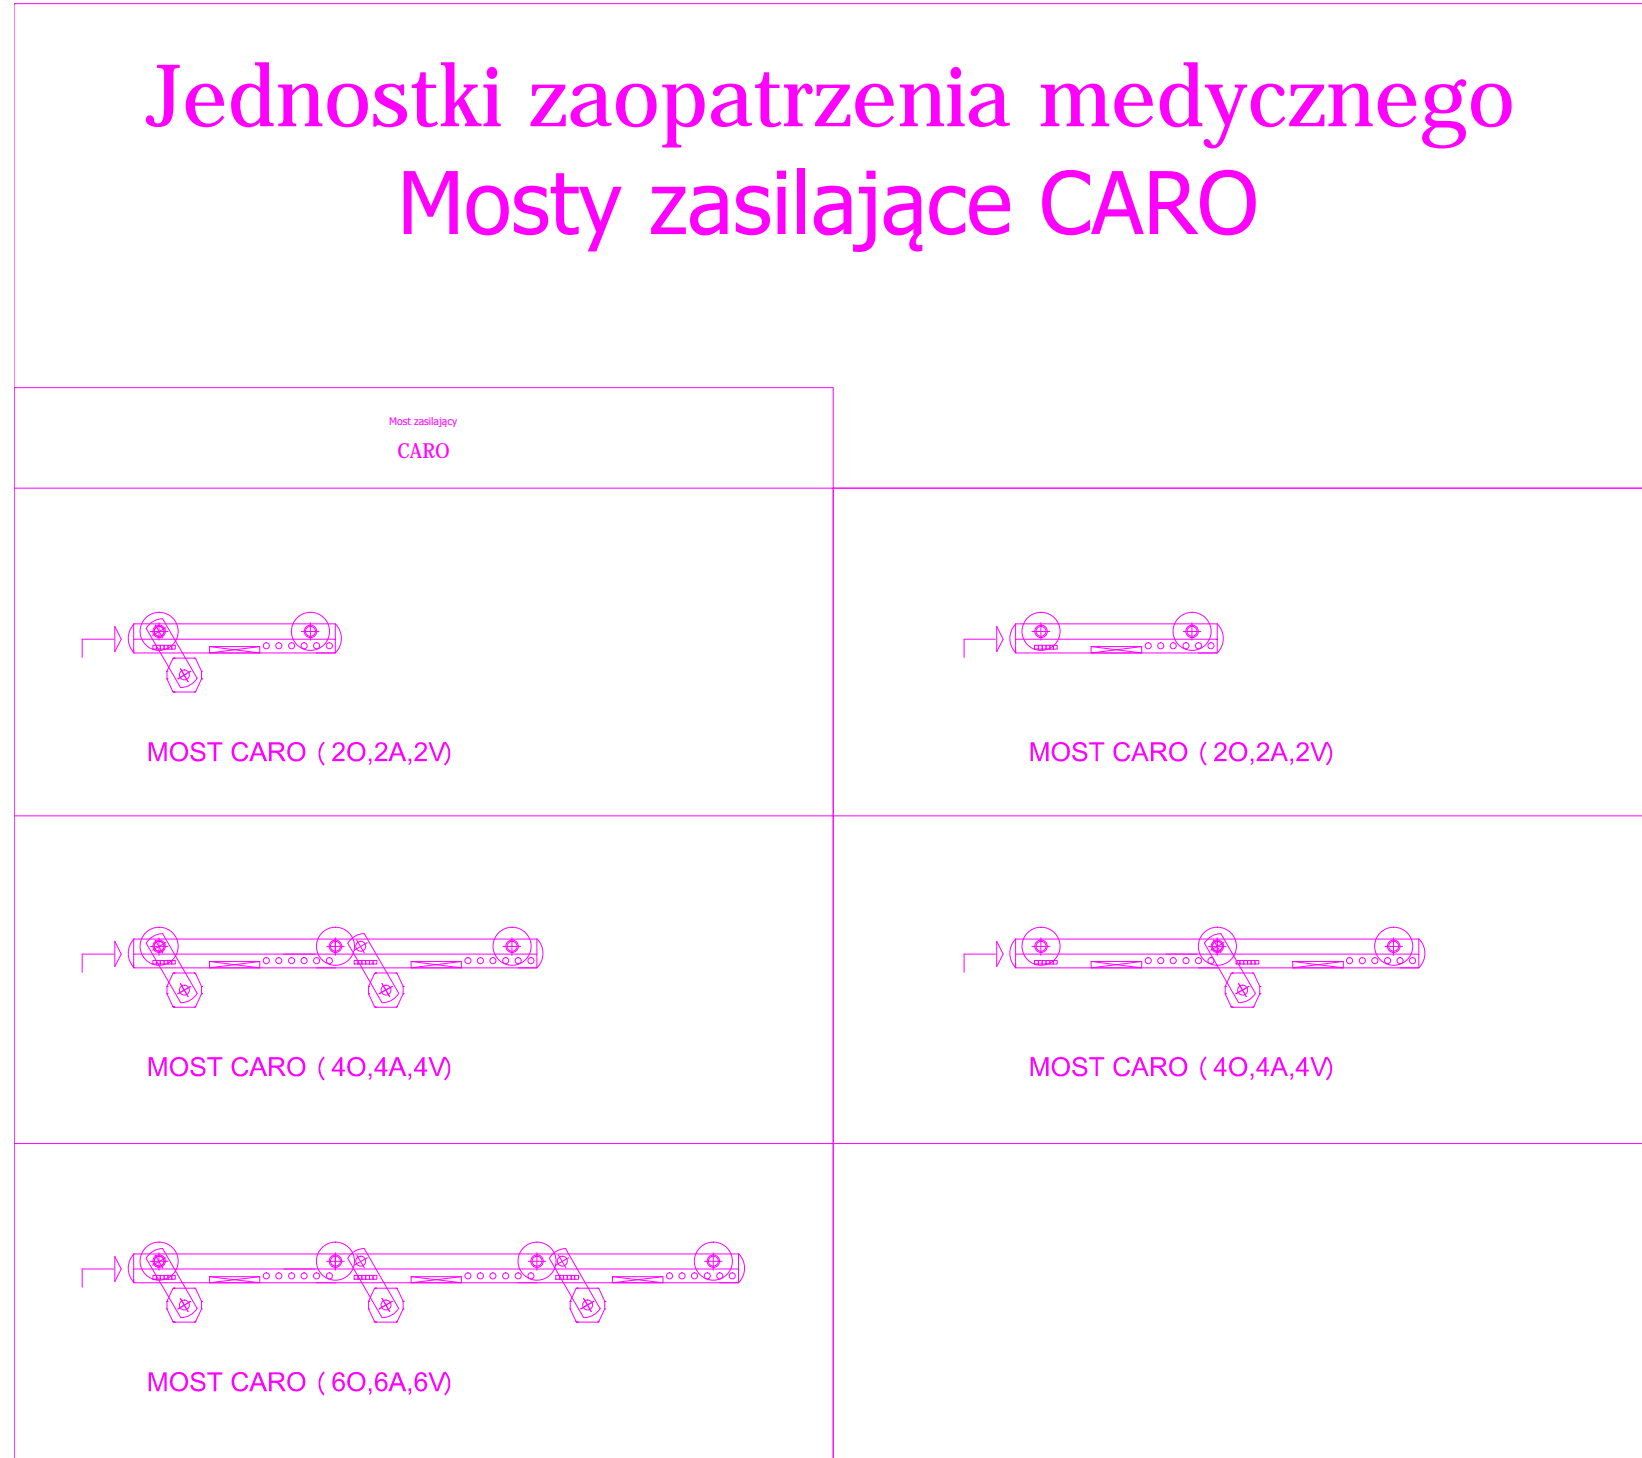 Jednostki zaopatrzenia medycznego
Mosty zasilające CARO
Most zasilający
CARO
MOST CARO (2O,2A,2V)
MOST CARO (2O,2A,2V)
MOST CARO (4O,4A,4V)
MOST CARO (4O,4A,4V)
MOST CARO (6O,6A,6V)